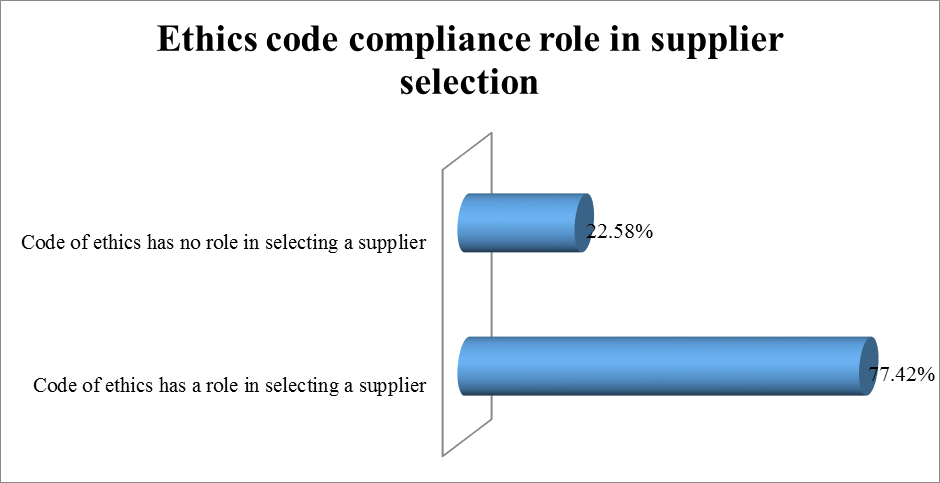 Ethics code compliance role in supplier
selection
Code of ethics has no role in selecting a supplier
22.58%
Code of ethics has a role in selecting a supplier
77.42%